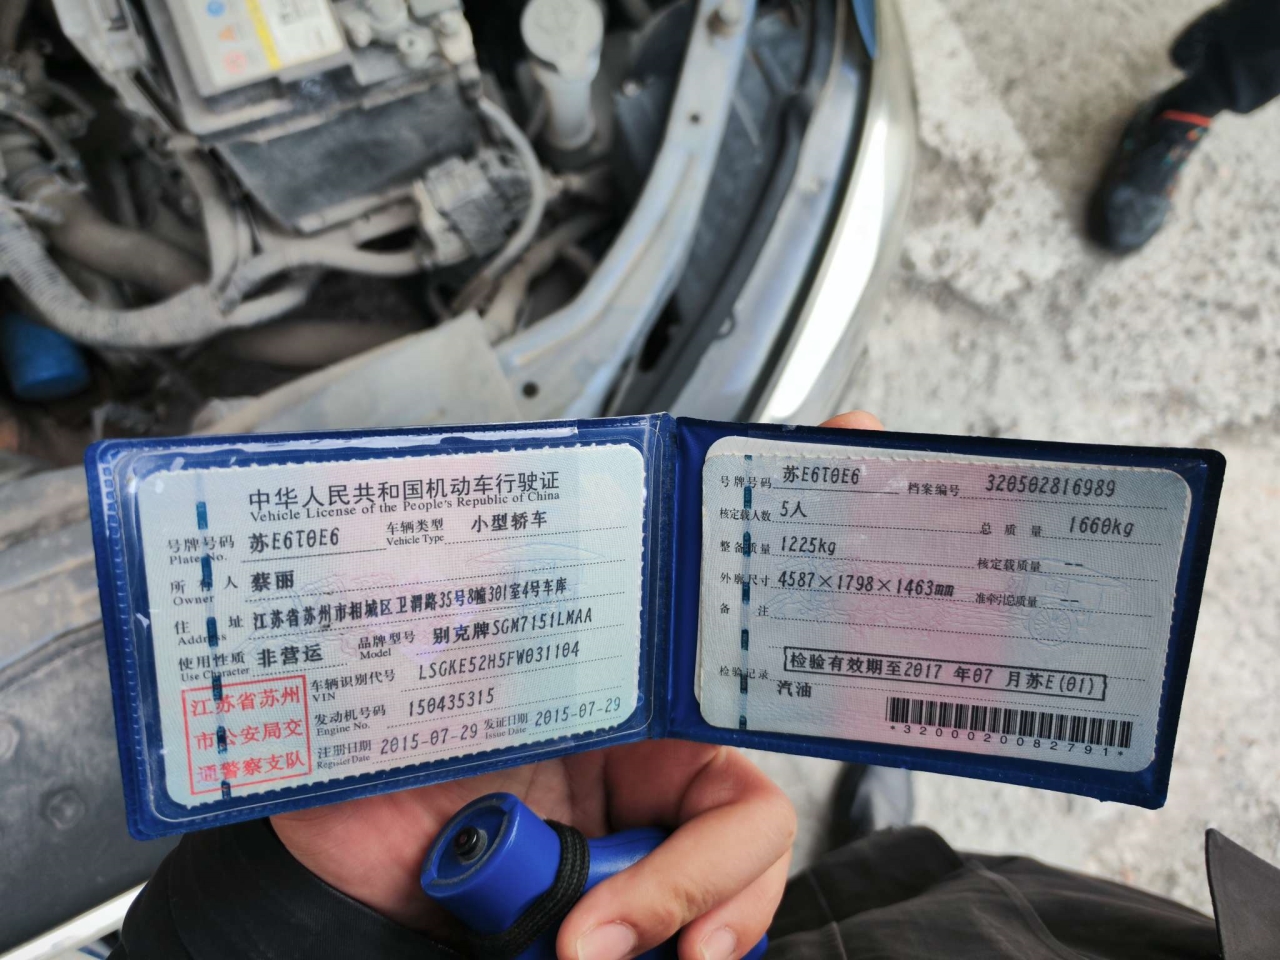 中华人民共和国机动车行驶证
Vehicle License of the People's Republic of China
号牌号码 苏E6T0E6 车辆类型 小型轿车
Plate No. Vehicle Type
所有人 蔡丽
Owner
住址 江苏省苏州市相城区卫泗路35号8幢301室4号车库
Address
使用性质 非营运 品牌型号 别克牌SGM7151LMAA
Use Character Model
车辆识别代号 LSGKE52H5FW031104
VIN
发动机号码 150435315
Engine No.
注册日期 2015-07-29 发证日期 2015-07-29
Register Date Issue Date
江苏省苏州
市公安局交
通警察支队
号牌号码 苏E6T0E6 档案编号 320502816989
核定载人数 5人 总质量 1660kg
整备质量 1225kg 核定载质量 --
外廓尺寸 4587×1798×1463mm 准牵引总质量 --
备注
检验记录 检验有效期至2017 年07 月苏E(01)
汽油
*3200020082791*